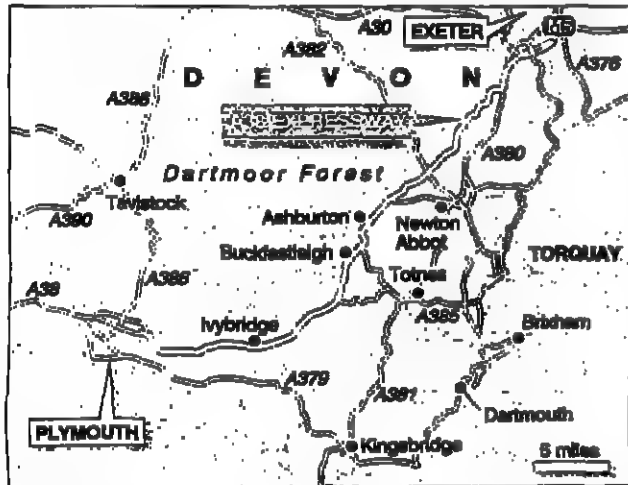 A30
EXETER
A382
A376
D E V O N
A386
A380
Dartmoor Forest
Tavistock
A390
Ashburton
Newton
Abbot
Buckfastleigh
TORQUAY
A386
Totnes
A38
A385
Ivybridge
Brixham
A379
A381
Dartmouth
PLYMOUTH
Kingsbridge
5 miles